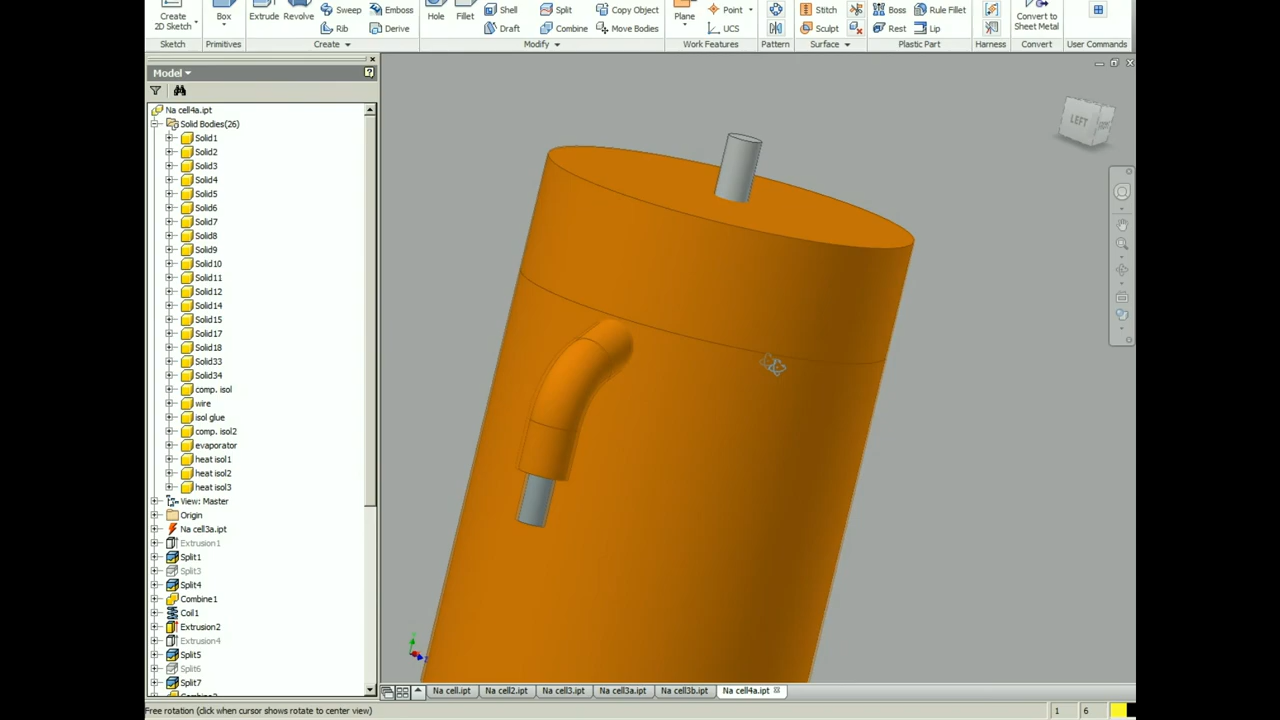 Create
2D Sketch
Box
Extrude
Revolve
Sweep
Emboss
Rib
Derive
Hole
Fillet
Shell
Split
Copy Object
Draft
Combine
Move Bodies
Plane
Point
UCS
Stitch
Sculpt
Boss
Rule Fillet
Rest
Lip
Convert to
Sheet Metal
Sketch
Primitives
Create
Modify
Work Features
Pattern
Surface
Plastic Part
Harness
Convert
User Commands
Model
Na cell4a.ipt
Solid Bodies(26)
Solid1
Solid2
Solid3
Solid4
Solid5
Solid6
Solid7
Solid8
Solid9
Solid10
Solid11
Solid12
Solid14
Solid15
Solid17
Solid18
Solid33
Solid34
comp. isol
wire
isol glue
comp. isol2
evaporator
heat isol1
heat isol2
heat isol3
View: Master
Origin
Na cell3a.ipt
Extrusion1
Split1
Split3
Split4
Combine1
Coil1
Extrusion2
Extrusion4
Split5
Split6
Split7
LEFT
Na cell.ipt
Na cell2.ipt
Na cell3.ipt
Na cell3a.ipt
Na cell3b.ipt
Na cell4a.ipt
Free rotation (click when cursor shows rotate to center view)
1
6